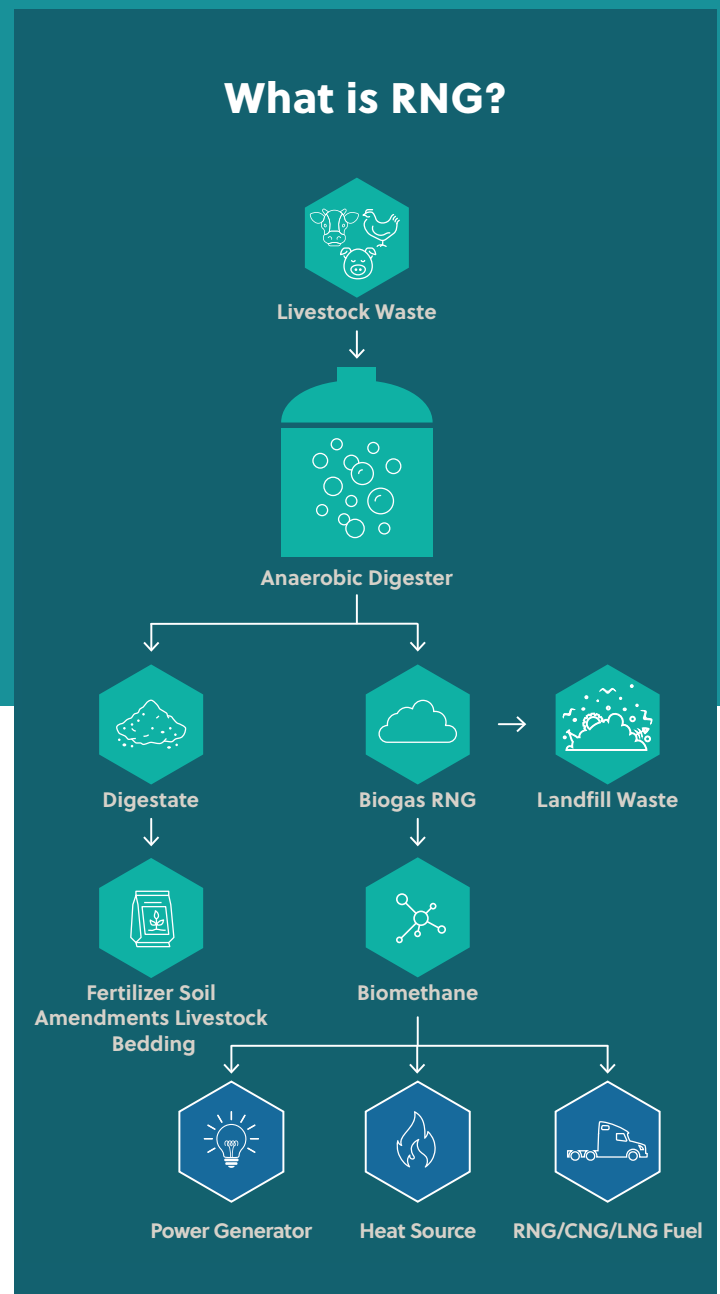 What is RNG?
Livestock Waste
Anaerobic Digester
Digestate
Biogas RNG
Landfill Waste
Fertilizer Soil
Amendments Livestock
Bedding
Biomethane
Power Generator
Heat Source
RNG/CNG/LNG Fuel